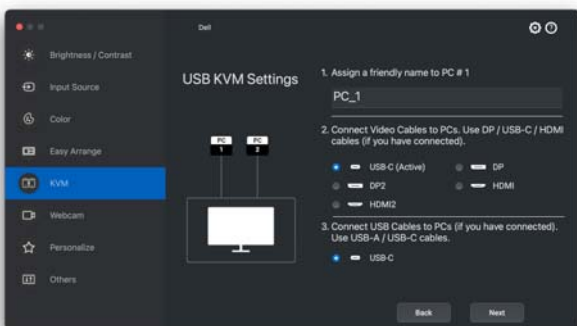 Dell
Brightness / Contrast
Input Source
Color
Easy Arrange
KVM
Webcam
Personalize
Others
USB KVM Settings
PC
1
PC
2
1. Assign a friendly name to PC # 1
PC_1
2. Connect Video Cables to PCs. Use DP / USB-C / HDMI
cables (if you have connected).
USB-C (Active)
DP
DP2
HDMI
HDMI2
3. Connect USB Cables to PCs (if you have connected).
Use USB-A / USB-C cables.
USB-C
Back
Next